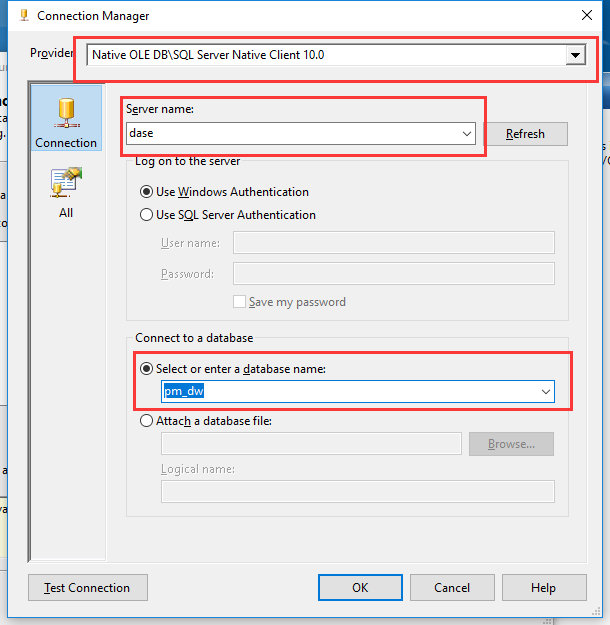 Connection Manager
Provider
Native OLE DB\SQL Server Native Client 10.0
Connection
All
Server name:
dase
Refresh
Log on to the server
Use Windows Authentication
Use SQL Server Authentication
User name:
Password:
Save my password
Connect to a database
Select or enter a database name:
pm_dw
Attach a database file:
Browse...
Logical name:
Test Connection
OK
Cancel
Help